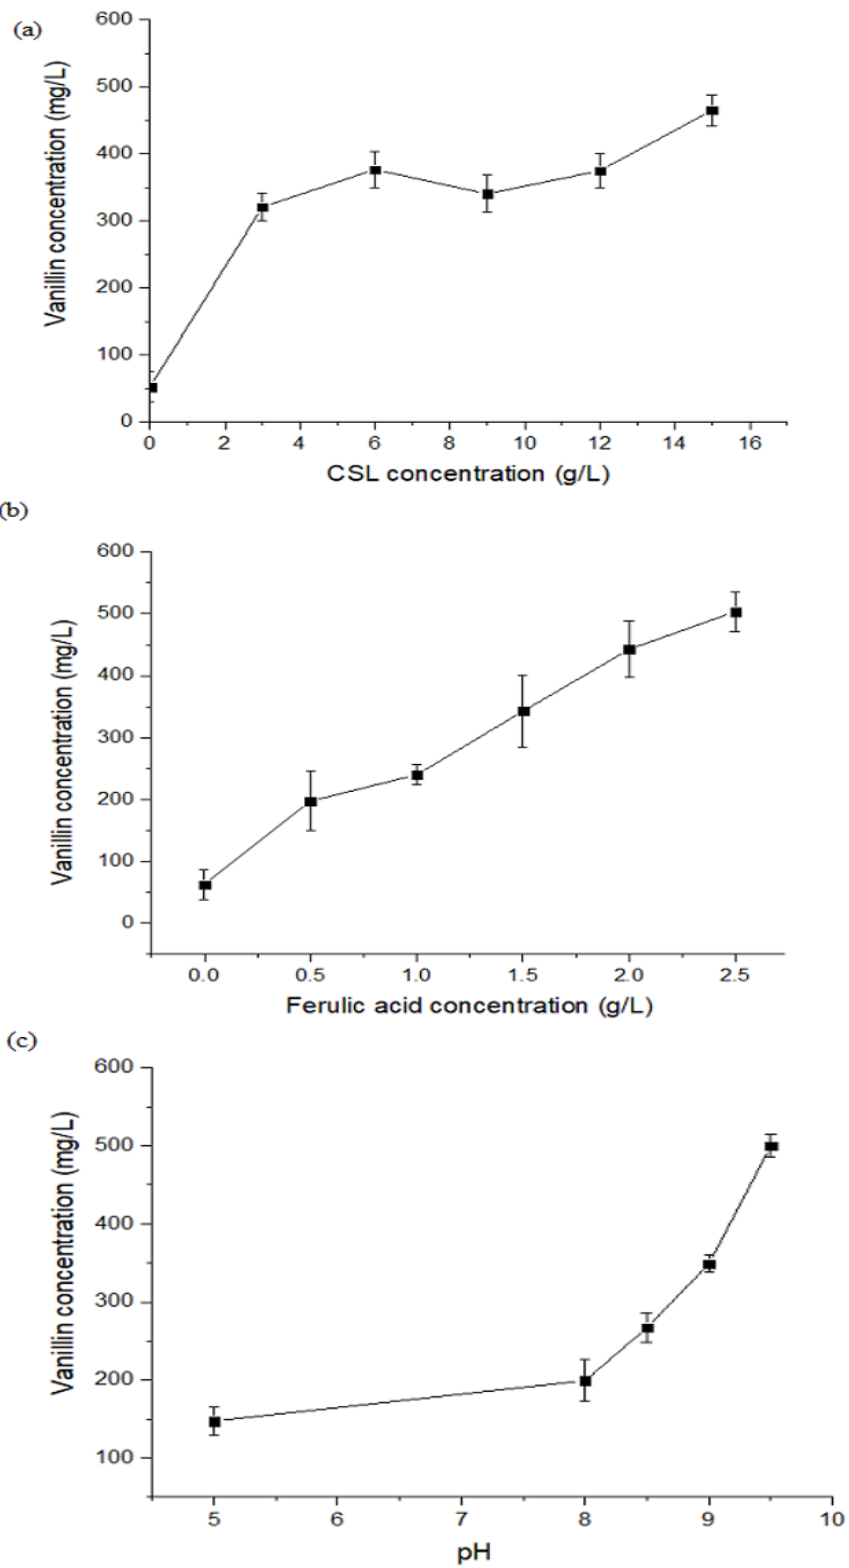 (a)
Vanillin concentration (mg/L)
600
500
400
300
200
100
0
0 2 4 6 8 10 12 14 16
CSL concentration (g/L)
(b)
Vanillin concentration (mg/L)
600
500
400
300
200
100
0
0.0 0.5 1.0 1.5 2.0 2.5
Ferulic acid concentration (g/L)
(c)
Vanillin concentration (mg/L)
600
500
400
300
200
100
5 6 7 8 9 10
pH